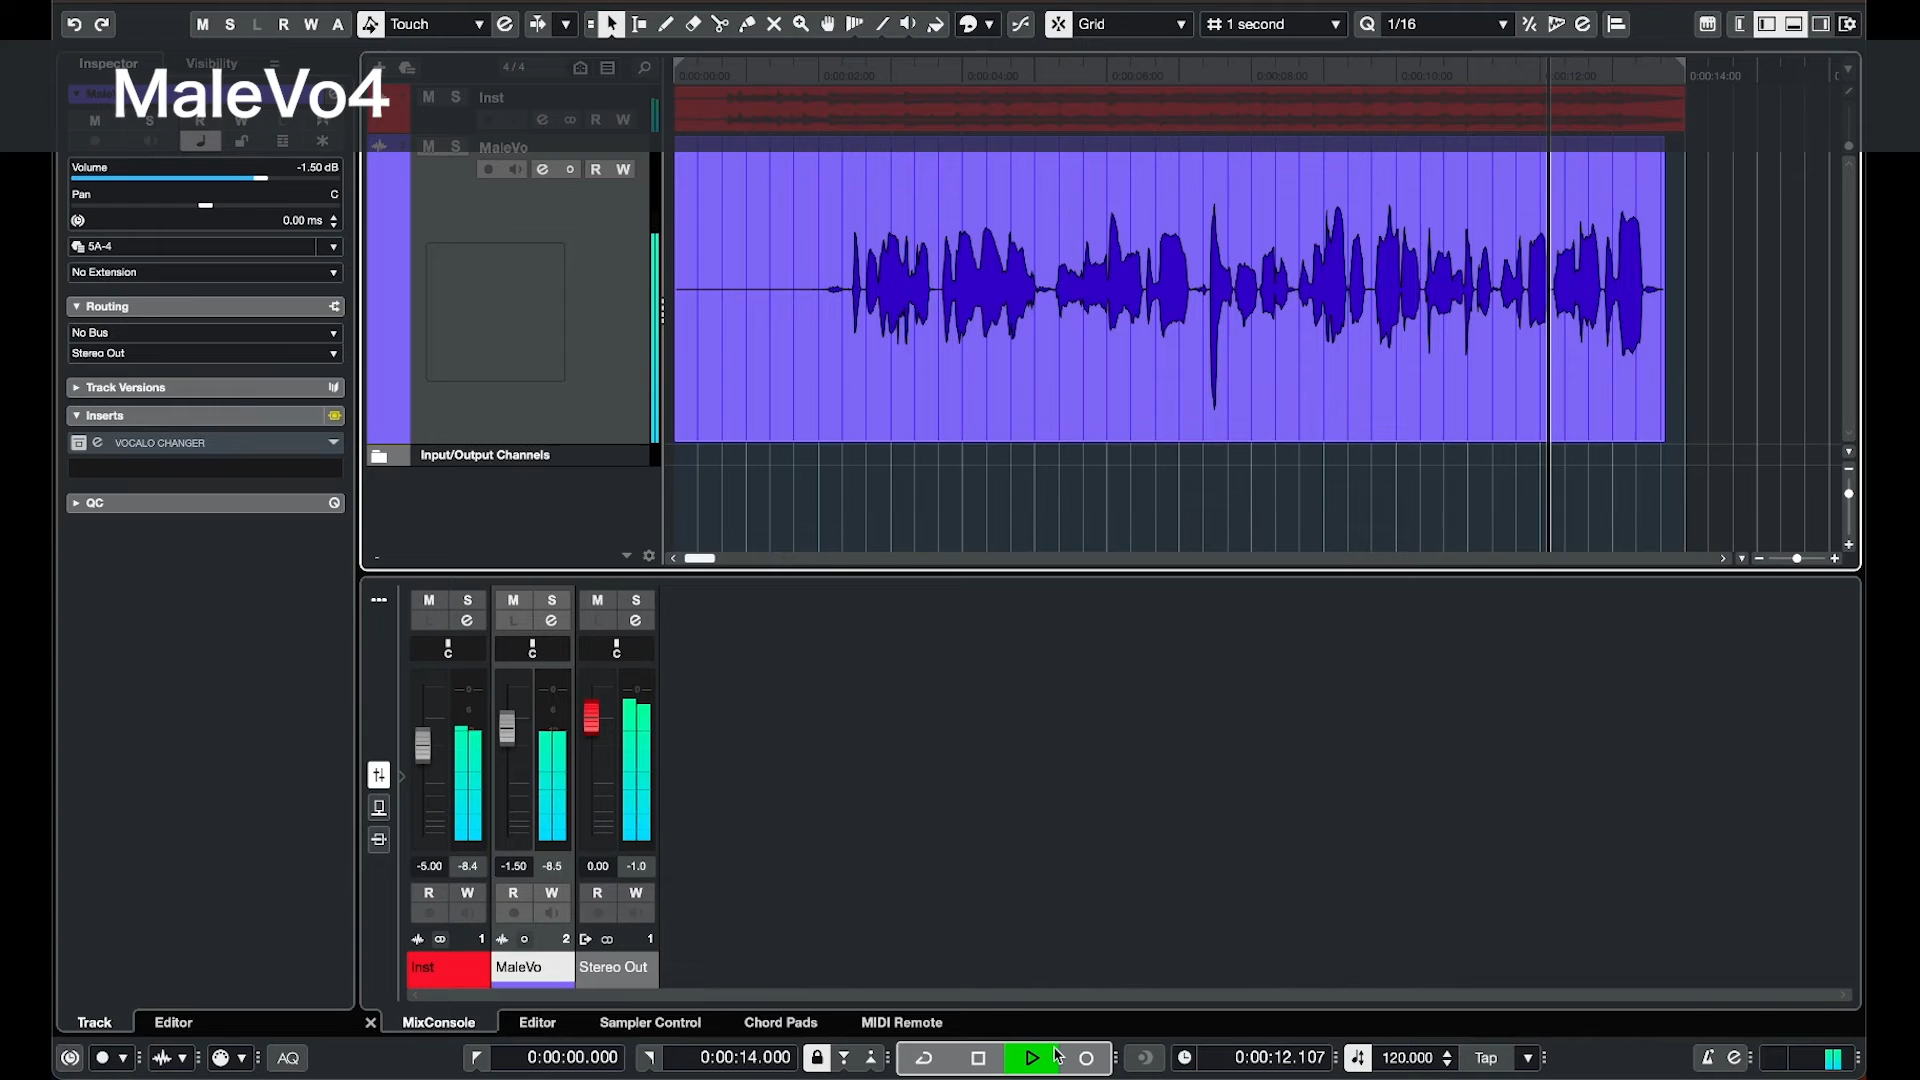 M S L R W A Touch Grid 1 second Q 1/16
Inspector Visibility
MaleVo4
4/4
0:00:00:00 0:00:02:00 0:00:04:00 0:00:06:00 0:00:08:00 0:00:10:00 0:00:12:00 0:00:14:00
M S Inst
R W
M S MaleVo
R W
M S R W
Volume -1.50 dB
Pan C
0.00 ms
5A-4
No Extension
Routing
No Bus
Stereo Out
Track Versions
Inserts
VOCALO CHANGER
QC
Input/Output Channels
M S M S M S
L L L
C C C
0 0 0
6 6
-5.00 -8.4 -1.50 -8.5 0.00 -1.0
R W R W R W
1 2 1
Inst MaleVo Stereo Out
Track Editor MixConsole Editor Sampler Control Chord Pads MIDI Remote
AQ 0:00:00.000 0:00:14.000 0:00:12.107 120.000 Tap